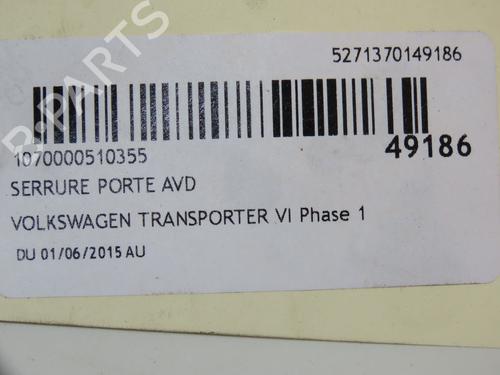 5271370149186
1070000510355
49186
SERRURE PORTE AVD
VOLKSWAGEN TRANSPORTER VI Phase 1
DU 01/06/2015 AU
B-PARTS